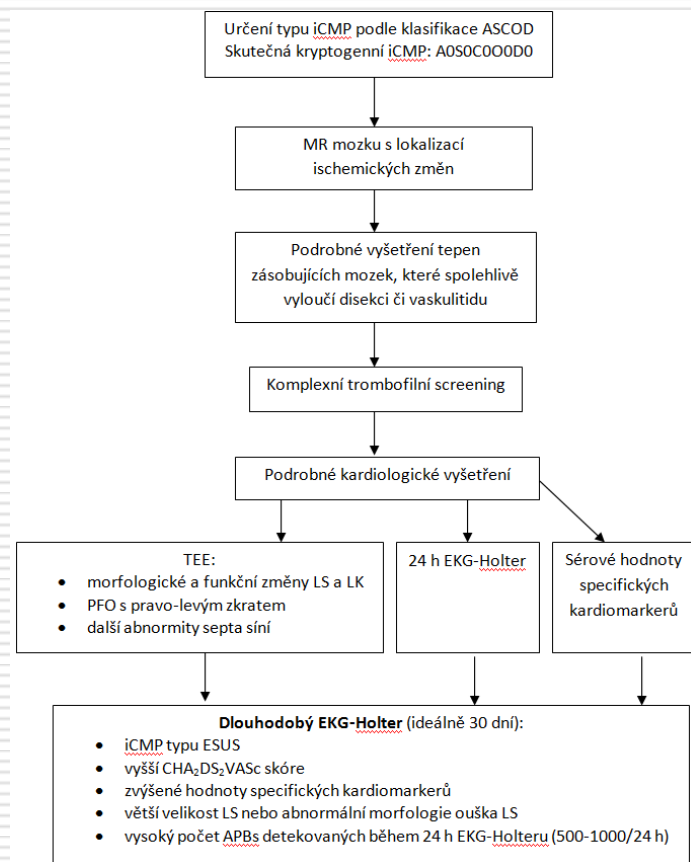 Určení typu iCMP podle klasifikace ASCOD
Skutečná kryptogenní iCMP: A0S0C0O0D0
MR mozku s lokalizací
ischemických změn
Podrobné vyšetření tepen
zásobujících mozek, které spolehlivě
vyloučí disekci či vaskulitidu
Komplexní trombofilní screening
Podrobné kardiologické vyšetření
TEE:
• morfologické a funkční změny LS a LK
• PFO s pravo-levým zkratem
• další abnormity septa síní
24 h EKG-Holter
Sérové hodnoty
specifických
kardiomarkerů
Dlouhodobý EKG-Holter (ideálně 30 dní):
• iCMP typu ESUS
• vyšší CHA₂DS₂VASc skóre
• zvýšené hodnoty specifických kardiomarkerů
• větší velikost LS nebo abnormální morfologie ouška LS
• vysoký počet APBs detekovaných během 24 h EKG-Holteru (500-1000/24 h)